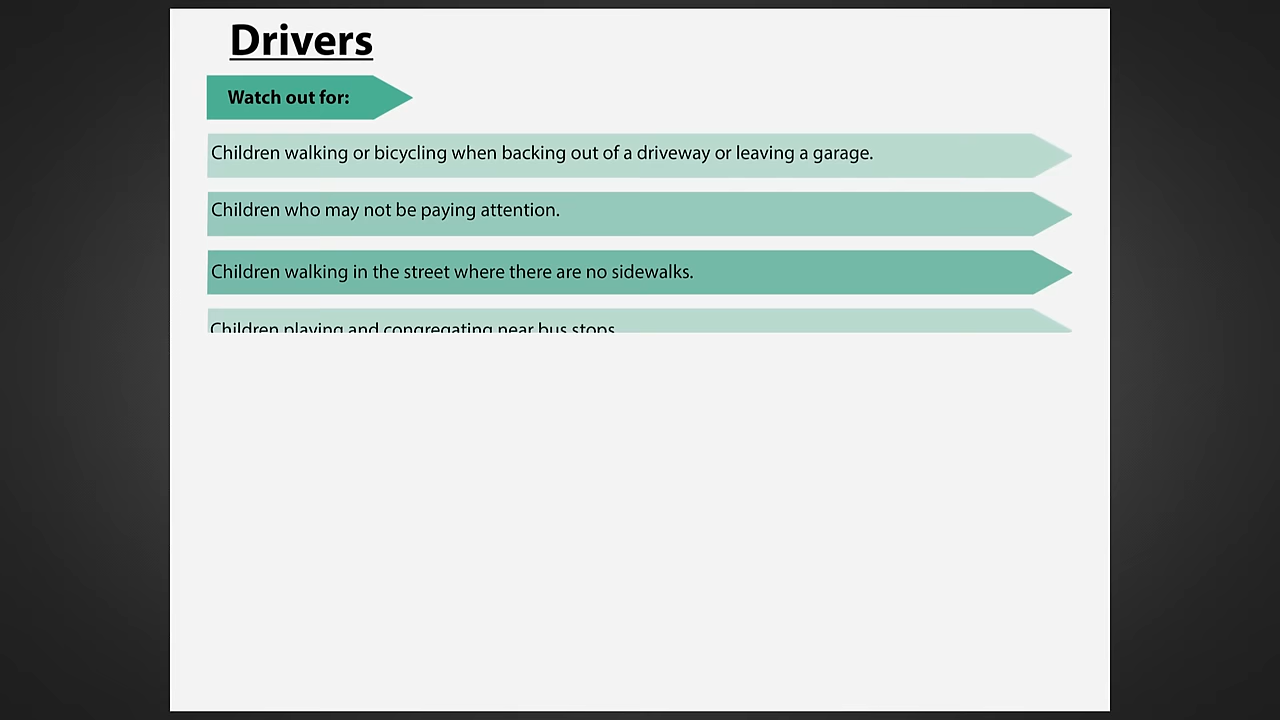 Drivers
Watch out for:
Children walking or bicycling when backing out of a driveway or leaving a garage.
Children who may not be paying attention.
Children walking in the street where there are no sidewalks.
Children playing and congregating near bus stops.